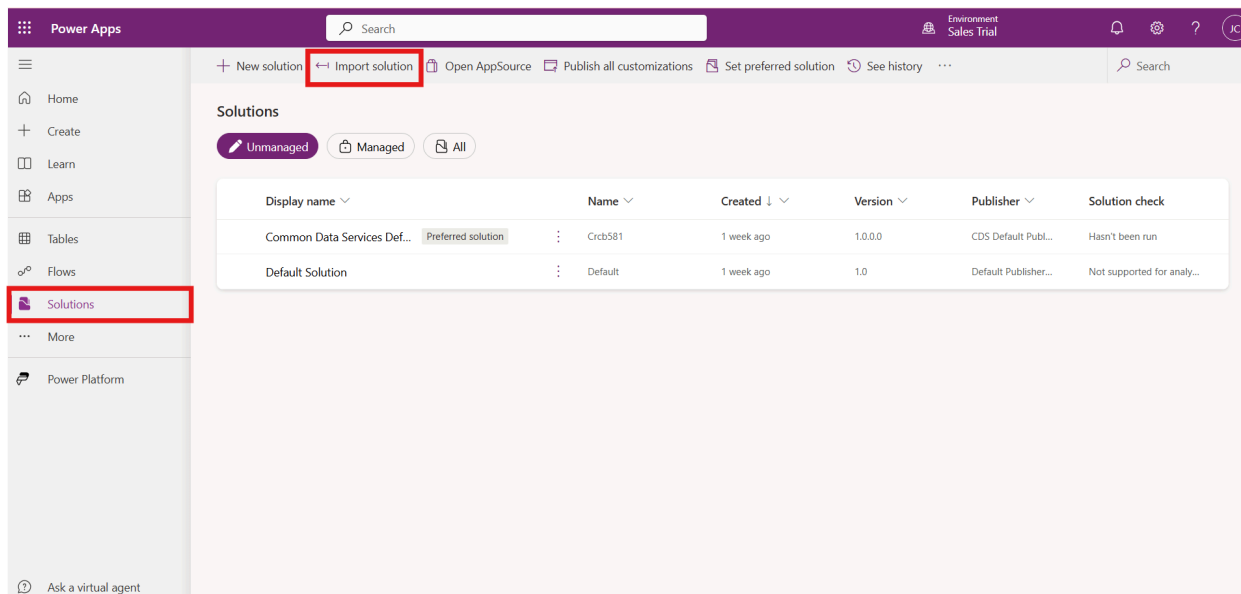 Power Apps
Search
Environment
Sales Trial
JC
New solution
Import solution
Open AppSource
Publish all customizations
Set preferred solution
See history
Search
Home
Create
Learn
Apps
Tables
Flows
Solutions
More
Power Platform
Ask a virtual agent
Solutions
Unmanaged
Managed
All
Display name Name Created Version Publisher Solution check
Common Data Services Def... Preferred solution Crcb581 1 week ago 1.0.0.0 CDS Default Publ... Hasn't been run
Default Solution Default 1 week ago 1.0 Default Publisher... Not supported for analy...